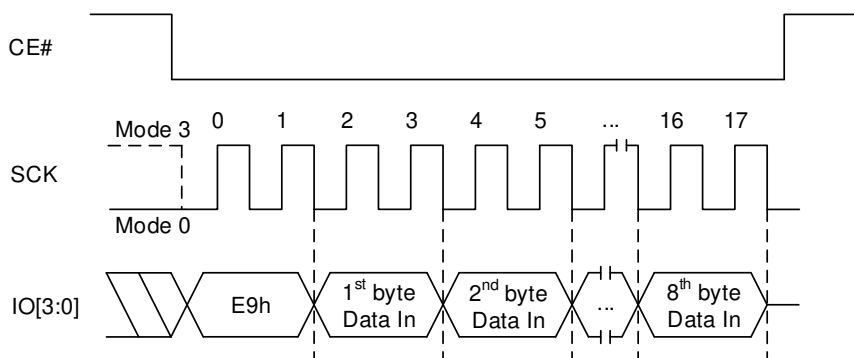 CE#
Mode 3 0 1 2 3 4 5 ... 16 17
SCK
Mode 0
IO[3:0] E9h 1st byte Data In 2nd byte Data In ... 8th byte Data In